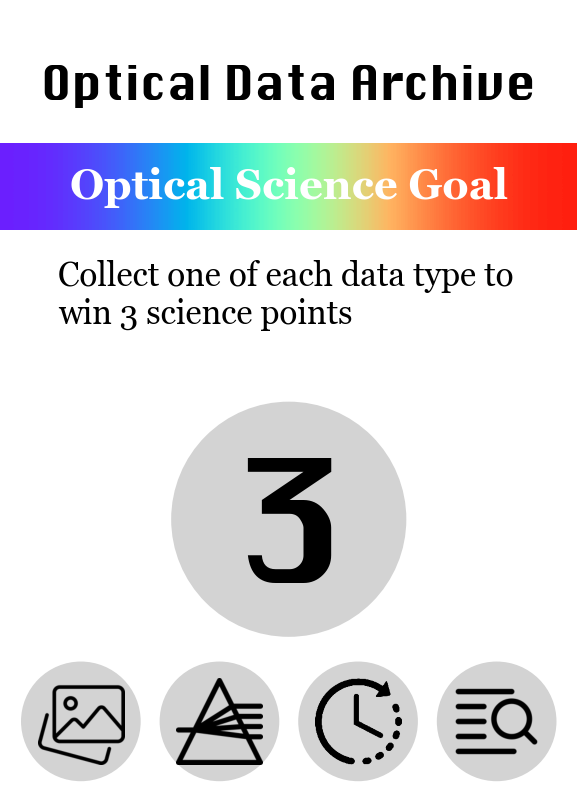 Optical Data Archive
Optical Science Goal
Collect one of each data type to
win 3 science points
3